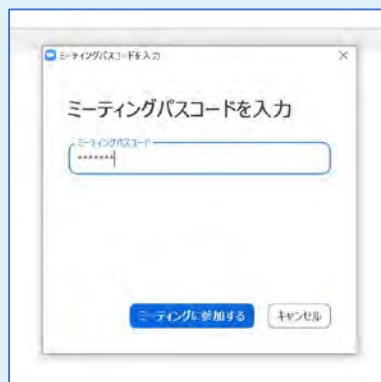 ミーティングパスコードを入力
ミーティングパスコードを入力
ミーティングパスコード
*******
ミーティングに参加する
キャンセル